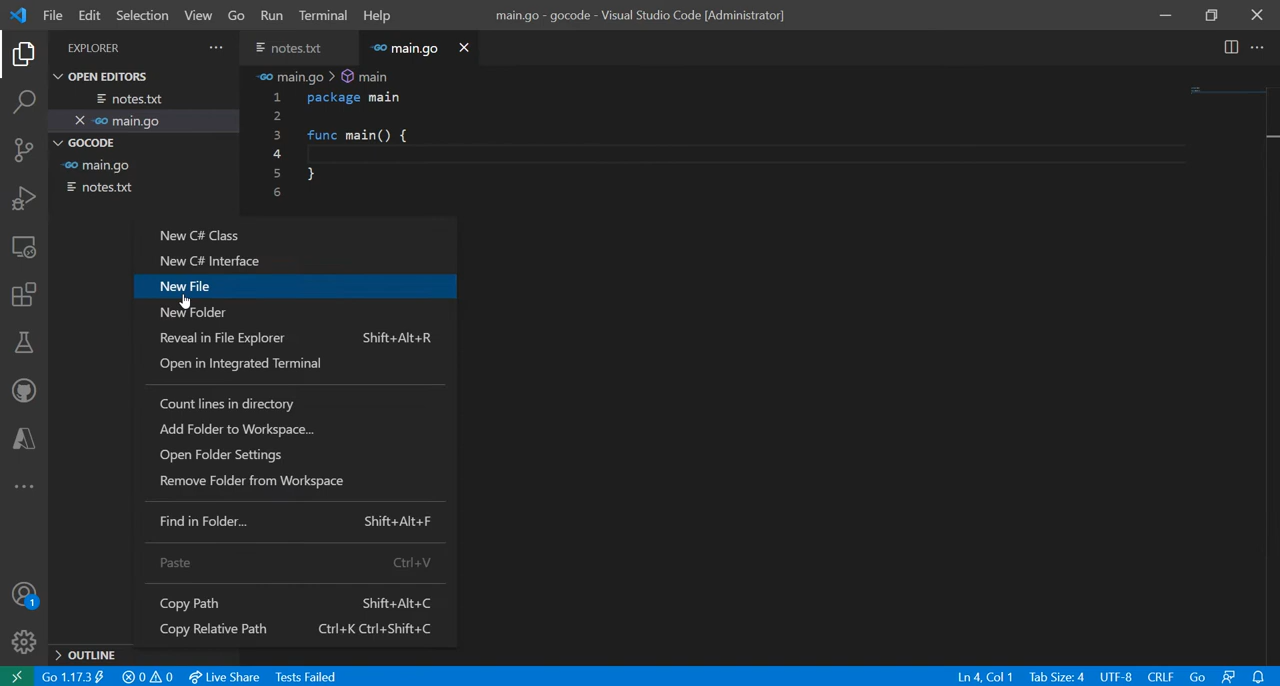 File Edit Selection View Go Run Terminal Help main.go - gocode - Visual Studio Code [Administrator]
EXPLORER ···
notes.txt GO main.go
OPEN EDITORS
notes.txt
GO main.go
GOCODE
GO main.go
notes.txt
GO main.go > main
1 package main
2
3 func main() {
4
5 }
6
New C# Class
New C# Interface
New File
New Folder
Reveal in File Explorer Shift+Alt+R
Open in Integrated Terminal
Count lines in directory
Add Folder to Workspace...
Open Folder Settings
Remove Folder from Workspace
Find in Folder... Shift+Alt+F
Paste Ctrl+V
Copy Path Shift+Alt+C
Copy Relative Path Ctrl+K Ctrl+Shift+C
1
OUTLINE
Go 1.17.3 0 0 Live Share Tests Failed Ln 4, Col 1 Tab Size: 4 UTF-8 CRLF Go